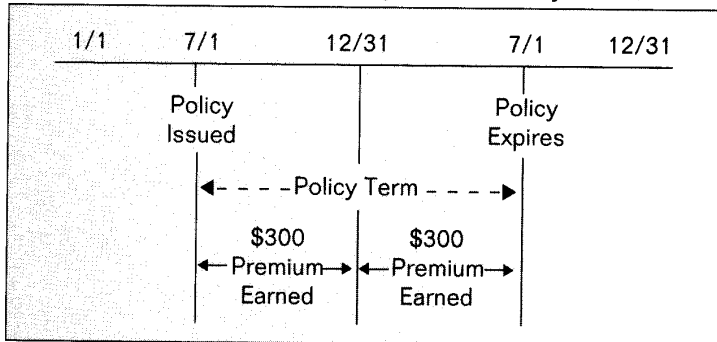 1/1 7/1 12/31 7/1 12/31
Policy
Issued
Policy
Expires
Policy Term
$300
Premium
Earned
$300
Premium
Earned